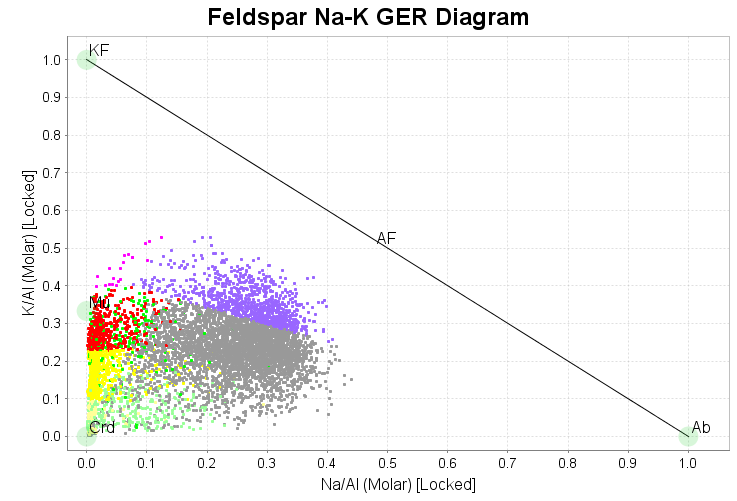 Feldspar Na-K GER Diagram
KF
1.0
0.9
0.8
0.7
0.6
AF
0.5
0.4
Mu
0.3
0.2
0.1
Crd
Ab
0.0
K/Al (Molar) [Locked]
0.0 0.1 0.2 0.3 0.4 0.5 0.6 0.7 0.8 0.9 1.0
Na/Al (Molar) [Locked]